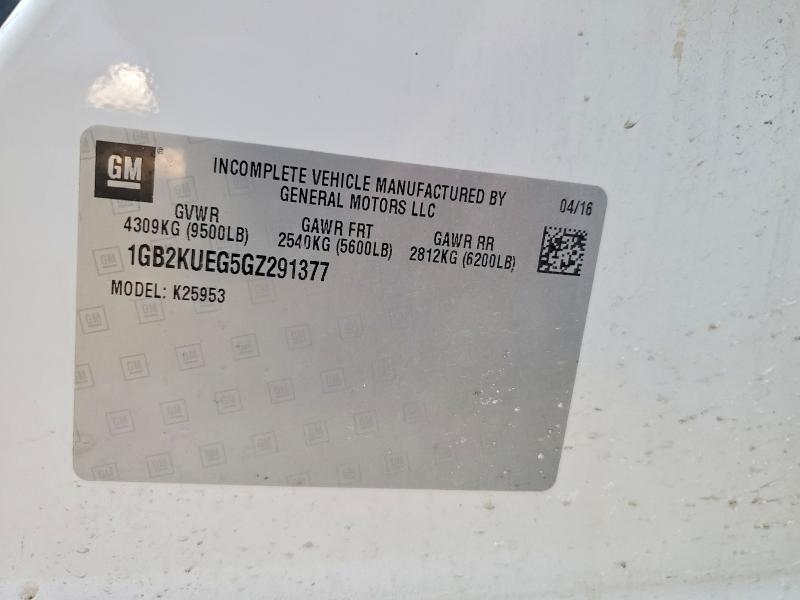 GM
INCOMPLETE VEHICLE MANUFACTURED BY
GENERAL MOTORS LLC
04/16
GVWR
4309KG (9500LB)
GAWR FRT
2540KG (5600LB)
GAWR RR
2812KG (6200LB)
1GB2KUEG5GZ291377
MODEL: K25953